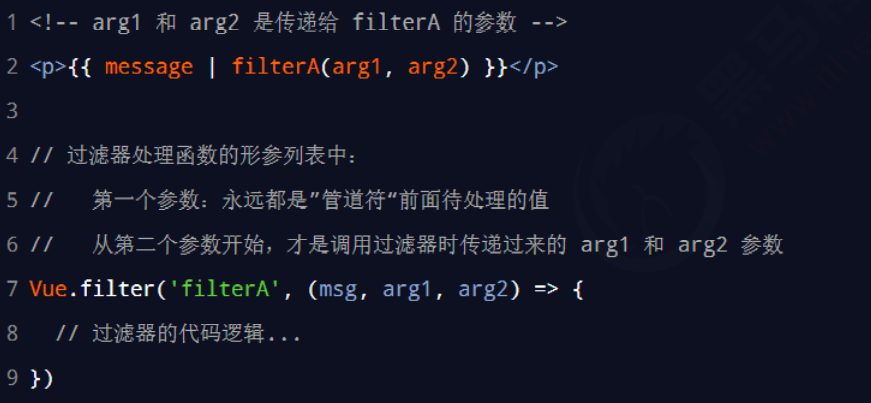 1 <!-- arg1 和 arg2 是传递给 filterA 的参数 -->
2 <p>{{ message | filterA(arg1, arg2) }}</p>
3
4 // 过滤器处理函数的形参列表中:
5 //   第一个参数: 永远都是”管道符“前面待处理的值
6 //   从第二个参数开始，才是调用过滤器时传递过来的 arg1 和 arg2 参数
7 Vue.filter('filterA', (msg, arg1, arg2) => {
8   // 过滤器的代码逻辑...
9 })